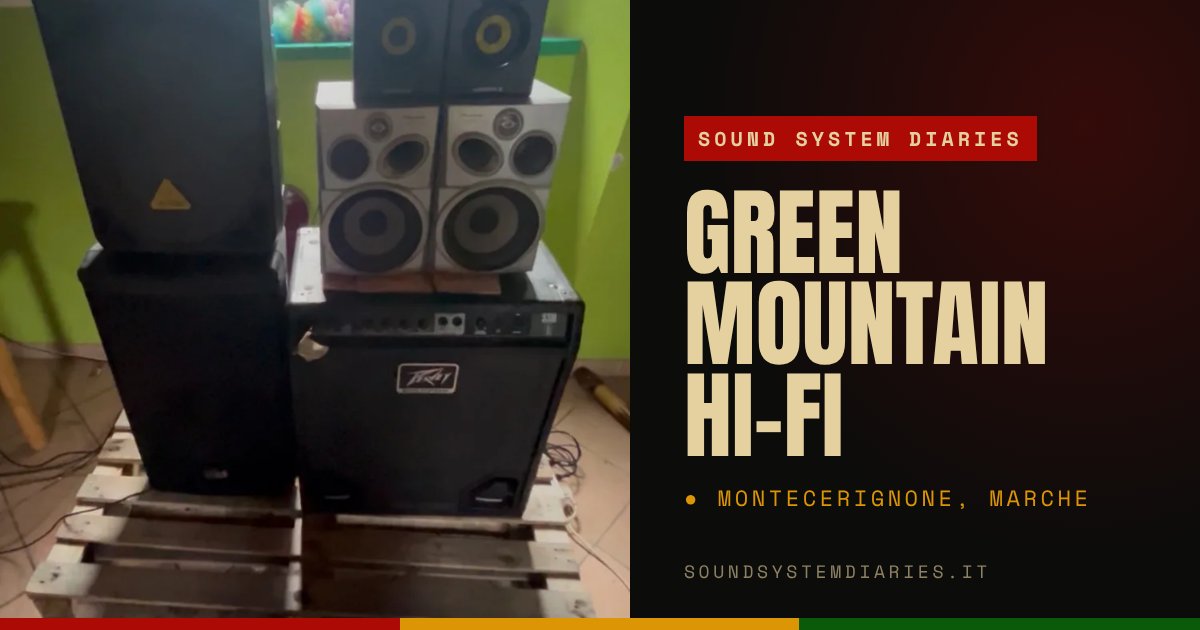 PEAVEY
SOUND SYSTEM DIARIES
GREEN
MOUNTAIN
HI-FI
• MONTECERIGNONE, MARCHE
SOUNDSYSTEMDIARIES.IT